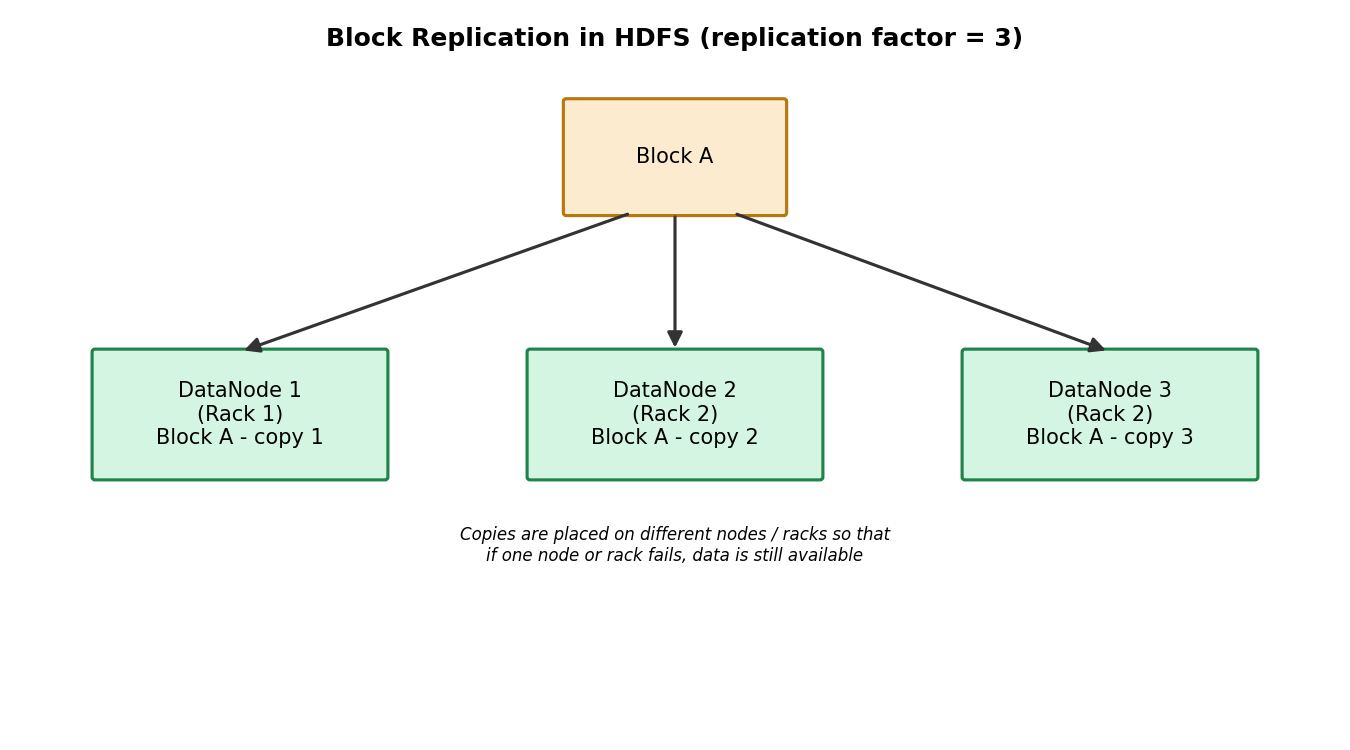 Block Replication in HDFS (replication factor = 3)
Block A
DataNode 1
(Rack 1)
Block A - copy 1
DataNode 2
(Rack 2)
Block A - copy 2
DataNode 3
(Rack 2)
Block A - copy 3
Copies are placed on different nodes / racks so that
if one node or rack fails, data is still available